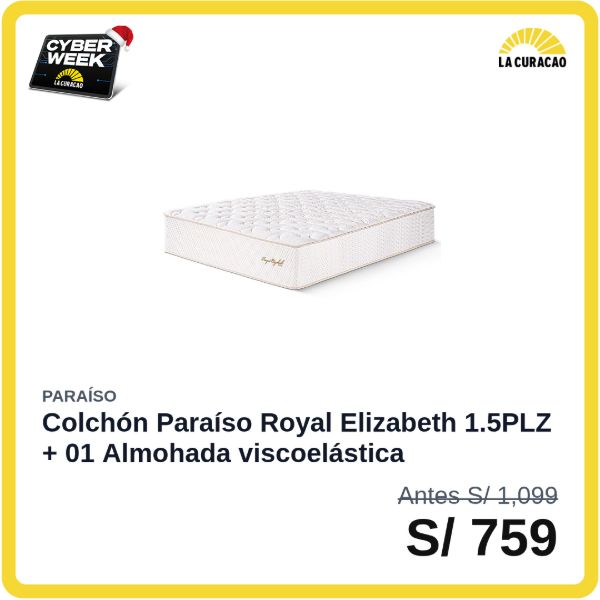 CYBER
WEEK
LA CURACAO
LA CURACAO
PARAÍSO
Colchón Paraíso Royal Elizabeth 1.5PLZ
+ 01 Almohada viscoelástica
Antes S/ 1,099
S/ 759